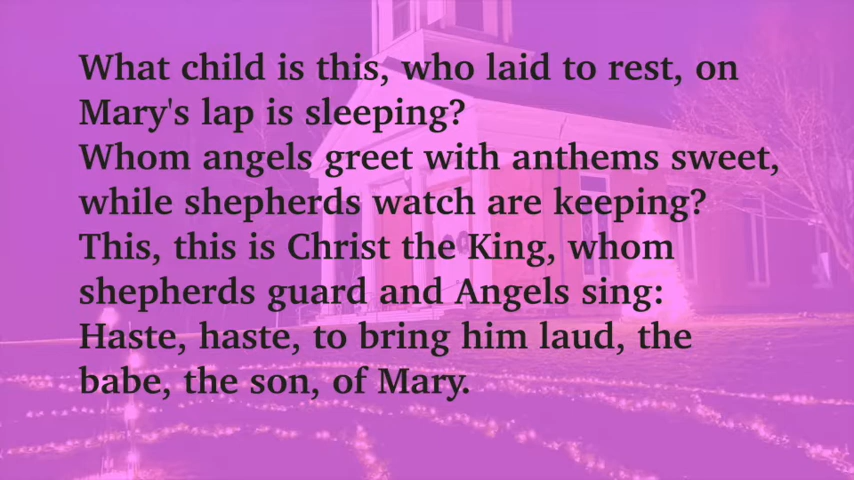 What child is this, who laid to rest, on
Mary's lap is sleeping?
Whom angels greet with anthems sweet,
while shepherds watch are keeping?
This, this is Christ the King, whom
shepherds guard and Angels sing:
Haste, haste, to bring him laud, the
babe, the son, of Mary.